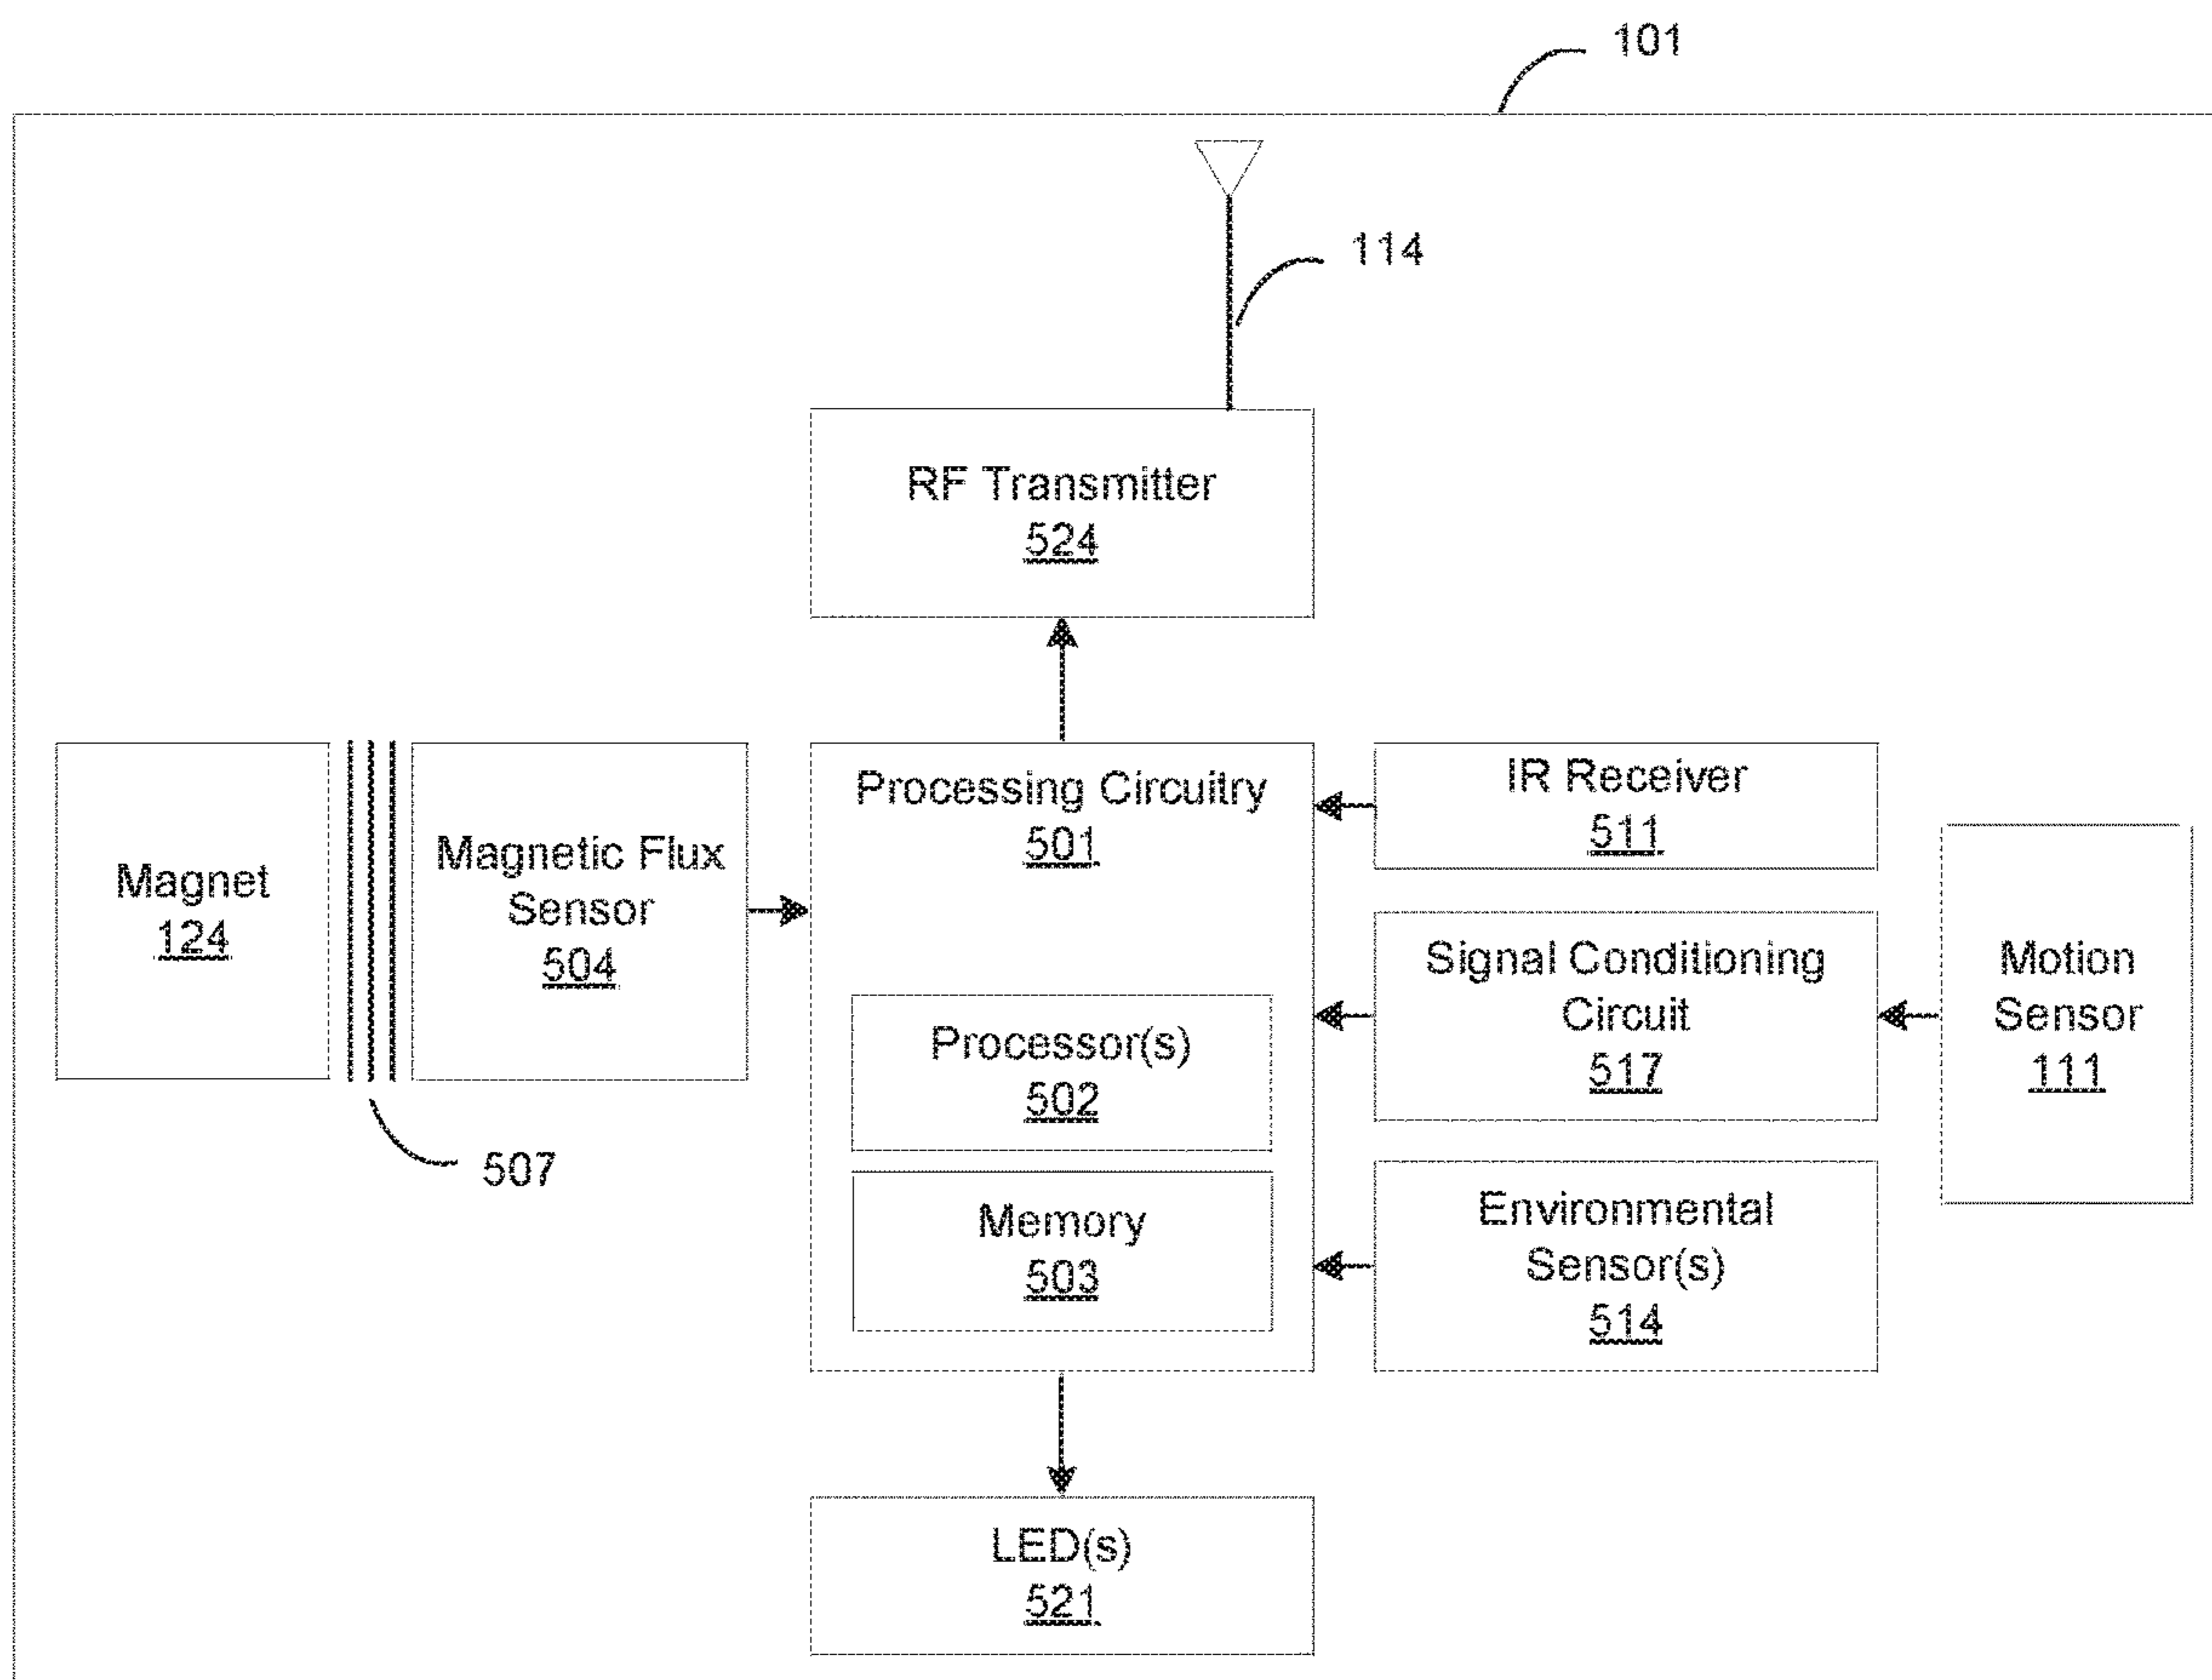 101
114
RF Transmitter
524
Magnet
124
507
Magnetic Flux
Sensor
504
Processing Circuitry
501
Processor(s)
502
Memory
503
IR Receiver
511
Signal Conditioning
Circuit
517
Environmental
Sensor(s)
514
Motion
Sensor
111
LED(s)
521